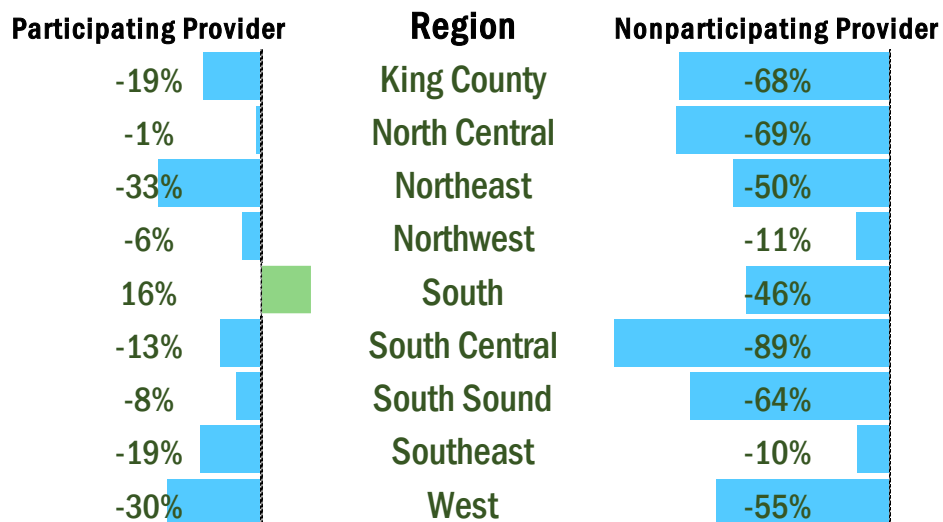 Participating Provider Region Nonparticipating Provider
-19% King County -68%
-1% North Central -69%
-33% Northeast -50%
-6% Northwest -11%
16% South -46%
-13% South Central -89%
-8% South Sound -64%
-19% Southeast -10%
-30% West -55%